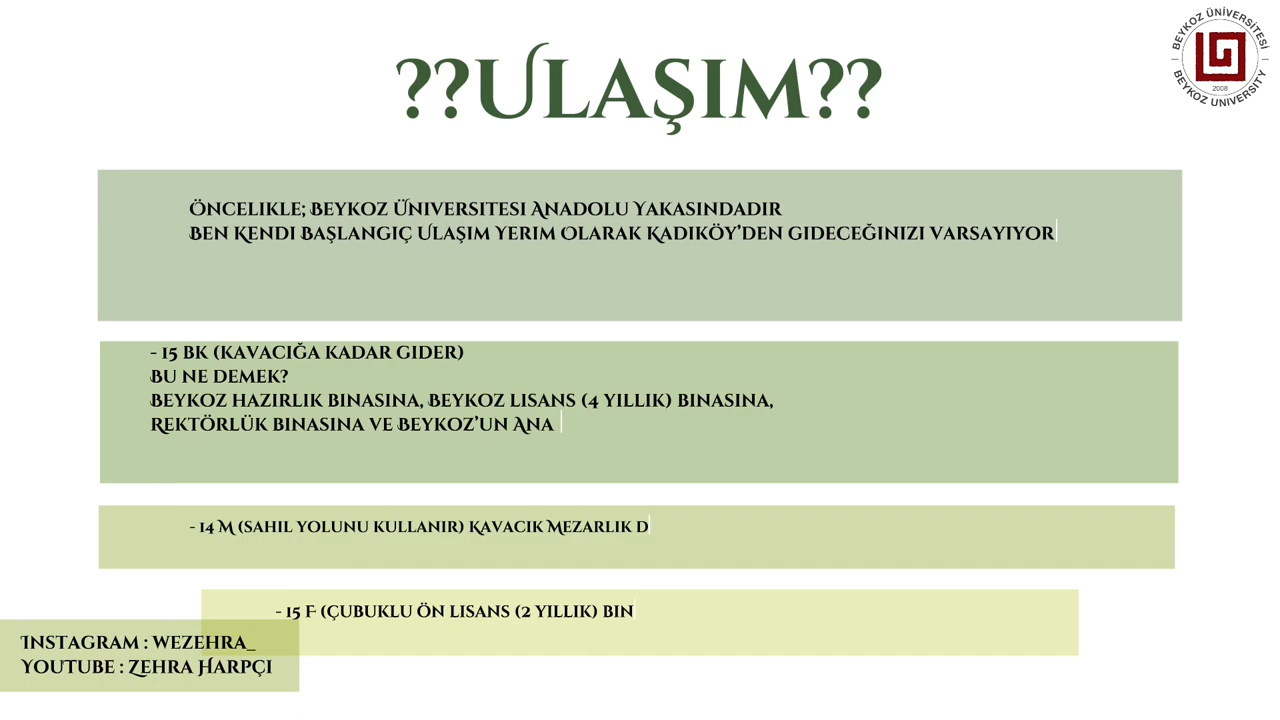 BEYKOZ ÜNİVERSİTESİ
BEYKOZ UNIVERSITY
2008
??ULAŞIM??
ÖNCELIKLE; BEYKOZ ÜNIVERSITESI ANADOLU YAKASINDADIR
BEN KENDI BAŞLANGIÇ ULAŞIM YERIM OLARAK KADIKÖY'DEN GIDECEĞINIZI VARSAYIYOR
- 15 BK (KAVACIĞA KADAR GIDER)
BU NE DEMEK?
BEYKOZ HAZIRLIK BINASINA, BEYKOZ LISANS (4 YILLIK) BINASINA,
REKTÖRLÜK BINASINA VE BEYKOZ'UN ANA
- 14 M (SAHIL YOLUNU KULLANIR) KAVACIK MEZARLIK D
- 15 F (ÇUBUKLU ÖN LISANS (2 YILLIK) BIN
INSTAGRAM : WEZEHRA_
YOUTUBE : ZEHRA HARPÇI